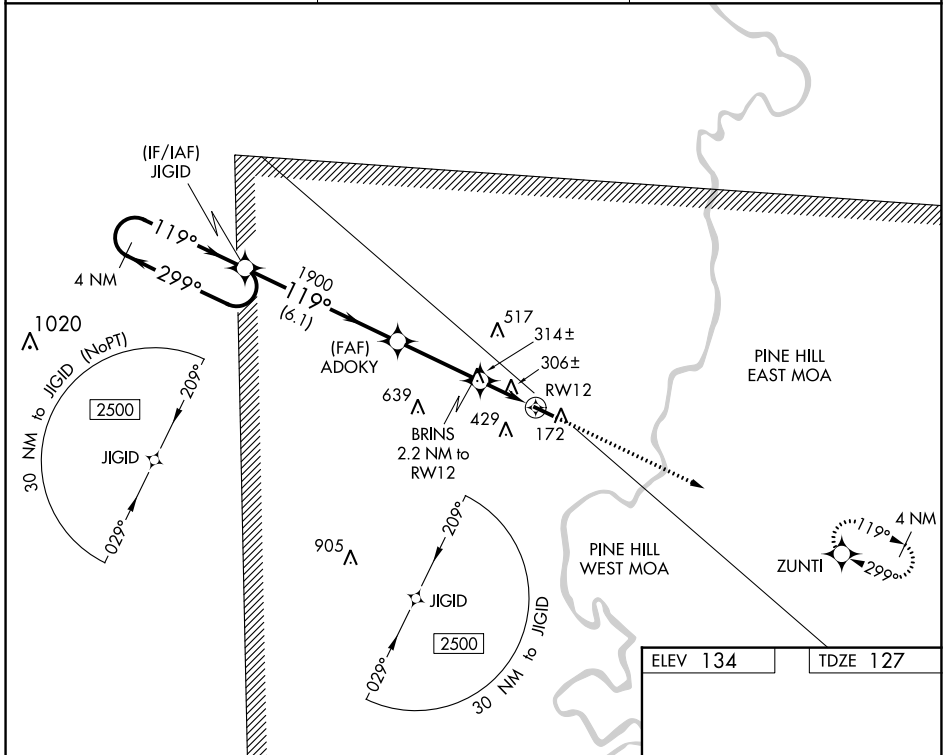 (IF/IAF)
JIGID
119°
299°
4 NM
1900
119°
(6.1)
1020
(FAF)
ADOKY
517
314±
306±
RW12
639
429
172
BRINS
2.2 NM to
RW12
PINE HILL
EAST MOA
30 NM to JIGID (NoPT)
2500
209°
JIGID
029°
905
209°
JIGID
2500
029°
30 NM to JIGID
PINE HILL
WEST MOA
ZUNTI
119°
299°
4 NM
ELEV 134
TDZE 127